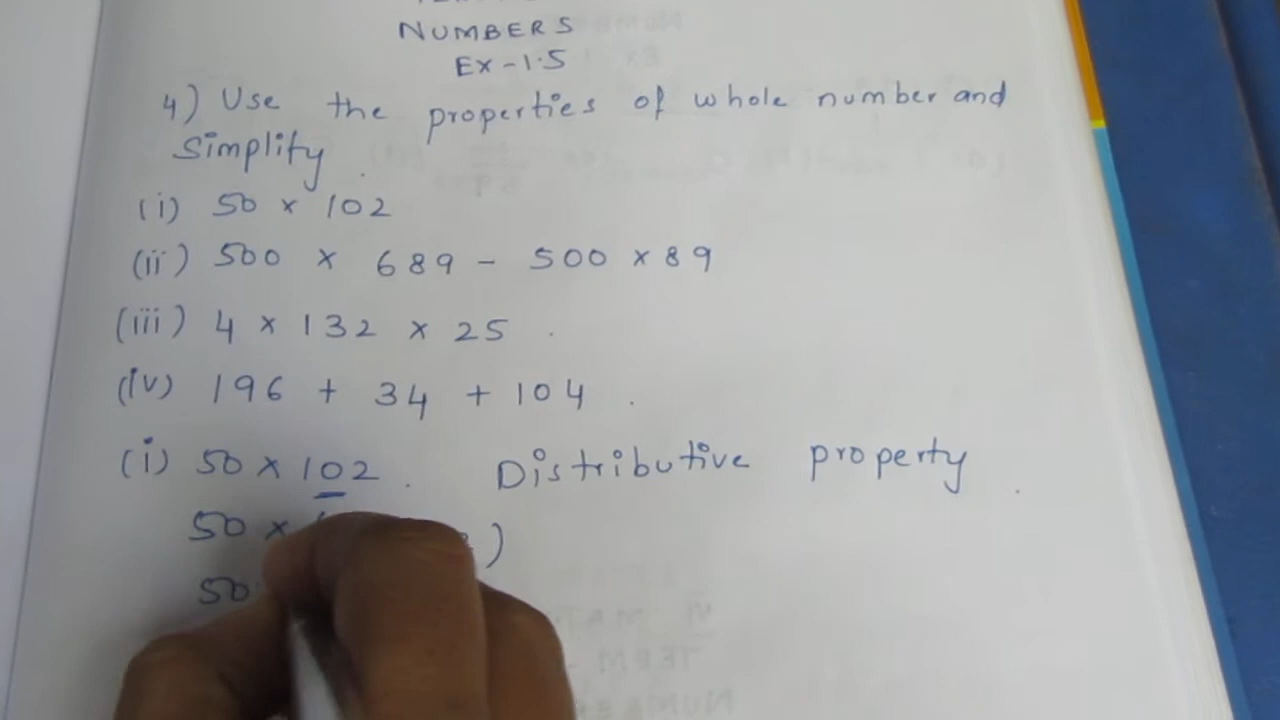 NUMBERS
EX-1.5
4) Use the properties of whole number and
Simplify.
(i) 50 × 102
(ii) 500 × 689 - 500 × 89
(iii) 4 × 132 × 25.
(iv) 196 + 34 + 104.
(i) 50 × 102. Distributive property.
50 × )
50